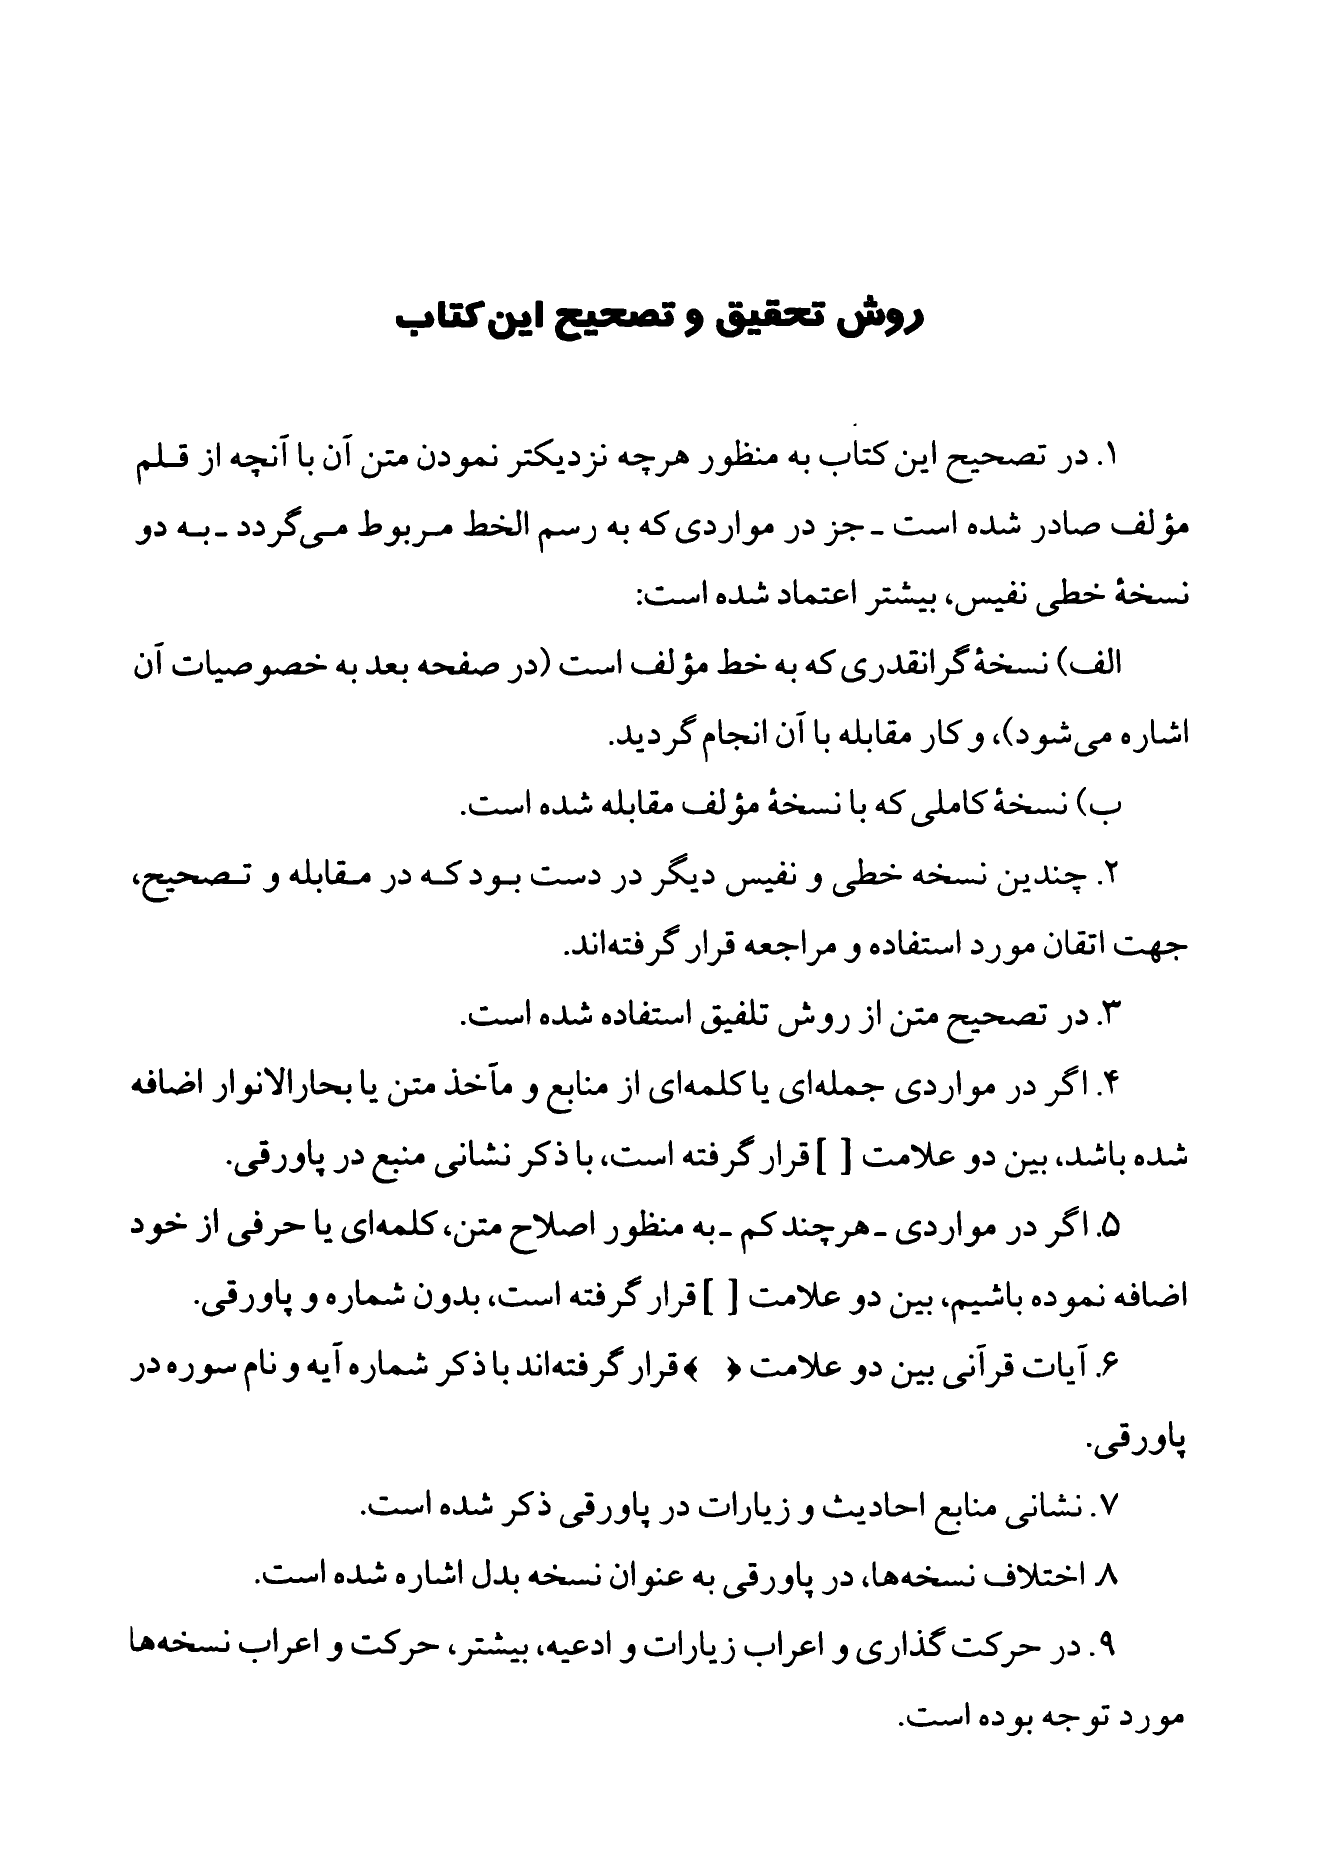 روش تحقیق و تصحیح این کتاب
۱. در تصحیح این کتاب به منظور هرچه نزدیکتر نمودن متن آن با آنچه از قلم
مؤلف صادر شده است ـ جز در مواردی که به رسم الخط مربوط می‌گردد ـ به دو
نسخهٔ خطی نفیس، بیشتر اعتماد شده است:
الف) نسخهٔ گرانقدری که به خط مؤلف است (در صفحه بعد به خصوصیات آن
اشاره می‌شود)، و کار مقابله با آن انجام گردید.
ب) نسخهٔ کاملی که با نسخهٔ مؤلف مقابله شده است.
۲. چندین نسخه خطی و نفیس دیگر در دست بود که در مقابله و تصحیح،
جهت اتقان مورد استفاده و مراجعه قرار گرفته‌اند.
۳. در تصحیح متن از روش تلفیق استفاده شده است.
۴. اگر در مواردی جمله‌ای یا کلمه‌ای از منابع و مآخذ متن یا بحارالانوار اضافه
شده باشد، بین دو علامت [ ] قرار گرفته است، با ذکر نشانی منبع در پاورقی.
۵. اگر در مواردی ـ هرچند کم ـ به منظور اصلاح متن، کلمه‌ای یا حرفی از خود
اضافه نموده باشیم، بین دو علامت [ ] قرار گرفته است، بدون شماره و پاورقی.
۶. آیات قرآنی بین دو علامت ﴿ ﴾ قرار گرفته‌اند با ذکر شماره آیه و نام سوره در
پاورقی.
۷. نشانی منابع احادیث و زیارات در پاورقی ذکر شده است.
۸. اختلاف نسخه‌ها، در پاورقی به عنوان نسخه بدل اشاره شده است.
۹. در حرکت گذاری و اعراب زیارات و ادعیه، بیشتر، حرکت و اعراب نسخه‌ها
مورد توجه بوده است.